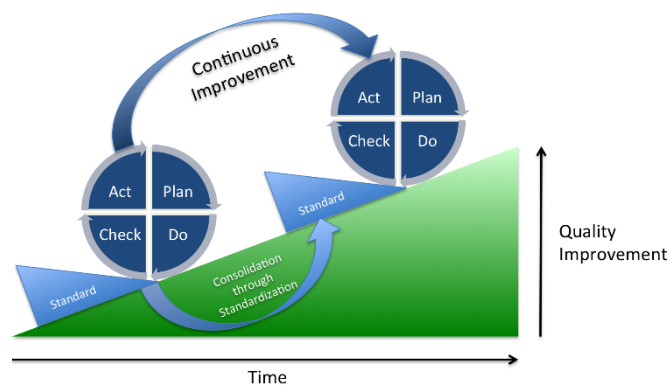 Continuous
Improvement
Act
Plan
Check
Do
Act
Plan
Check
Do
Standard
Standard
Consolidation
through
Standardization
Quality
Improvement
Time